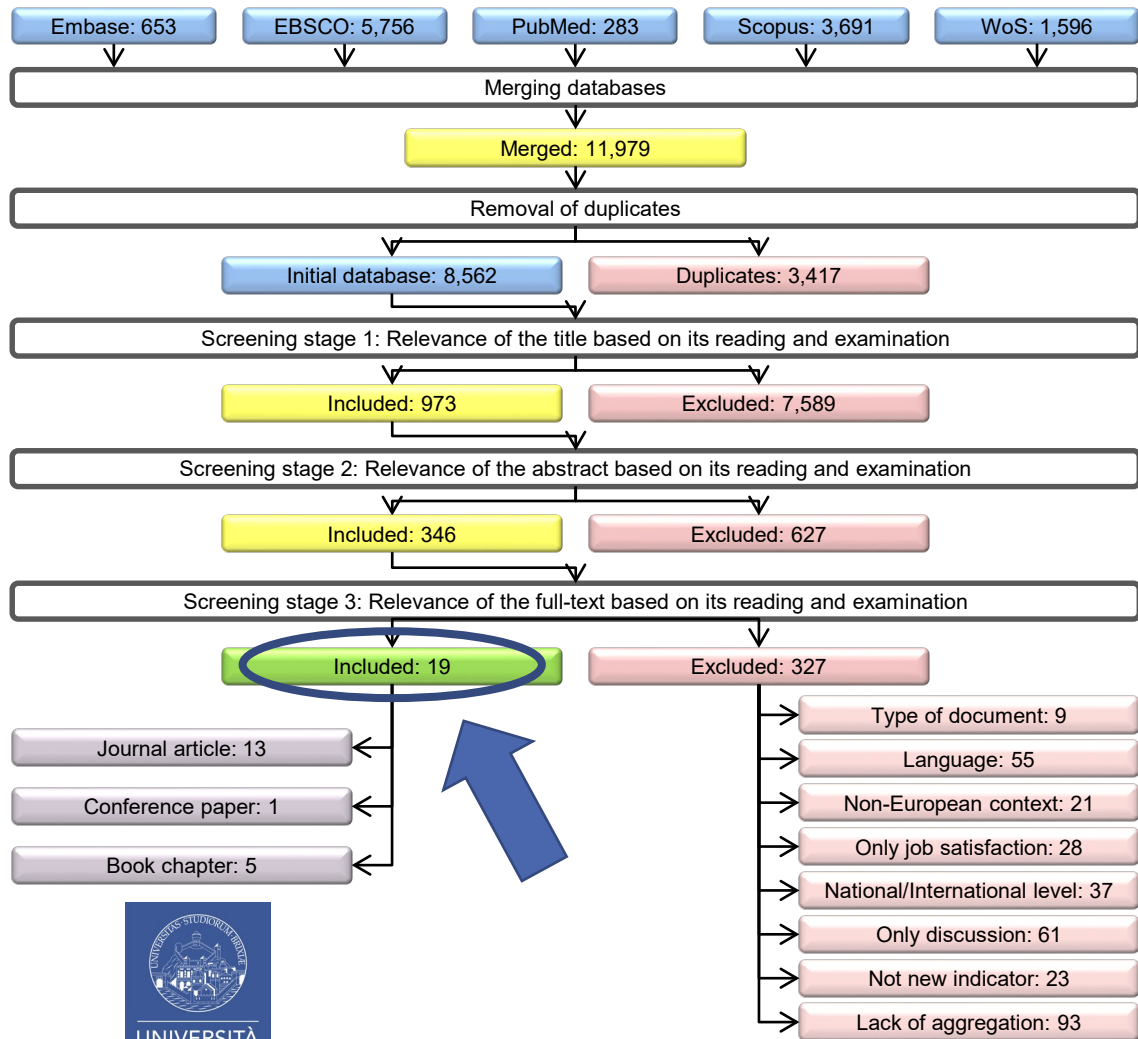 Embase: 653
EBSCO: 5,756
PubMed: 283
Scopus: 3,691
WoS: 1,596
Merging databases
Merged: 11,979
Removal of duplicates
Initial database: 8,562
Duplicates: 3,417
Screening stage 1: Relevance of the title based on its reading and examination
Included: 973
Excluded: 7,589
Screening stage 2: Relevance of the abstract based on its reading and examination
Included: 346
Excluded: 627
Screening stage 3: Relevance of the full-text based on its reading and examination
Included: 19
Excluded: 327
Journal article: 13
Conference paper: 1
Book chapter: 5
Type of document: 9
Language: 55
Non-European context: 21
Only job satisfaction: 28
National/International level: 37
Only discussion: 61
Not new indicator: 23
Lack of aggregation: 93
UNIVERSITAS STUDIORUM BRIXIÆ
UNIVERSITÀ